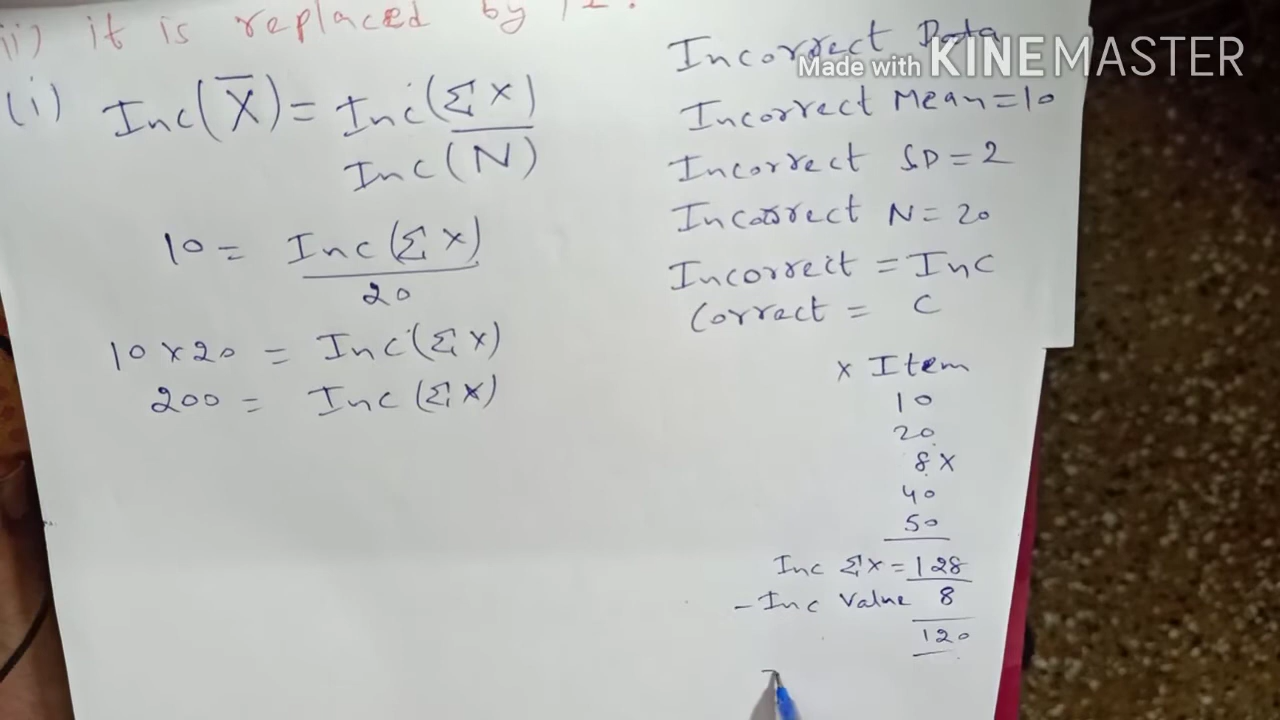 ii) it is replaced by 12.
(i) Inc(X̅) = Inc(Σx)
Inc(N)
10 = Inc(Σx)
20
10 x 20 = Inc(Σx)
200 = Inc(Σx)
Incorrect Data
Made with KINEMASTER
Incorrect Mean = 10
Incorrect SD = 2
Incorrect N = 20
Incorrect = Inc
Correct = C
x Item
10
20
8 X
40
50
Inc Σx = 128
- Inc Value 8
120